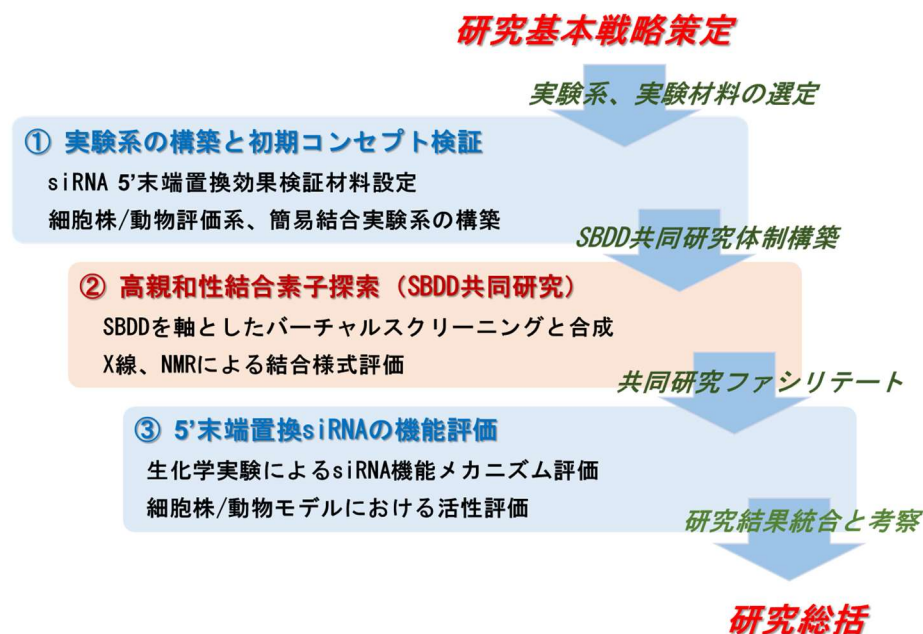 研究基本戦略策定
実験系、実験材料の選定
① 実験系の構築と初期コンセプト検証
siRNA 5’末端置換効果検証材料設定
細胞株/動物評価系、簡易結合実験系の構築
SBDD共同研究体制構築
② 高親和性結合素子探索（SBDD共同研究）
SBDDを軸としたバーチャルスクリーニングと合成
X線、NMRによる結合様式評価
共同研究ファシリテート
③ 5’末端置換siRNAの機能評価
生化学実験によるsiRNA機能メカニズム評価
細胞株/動物モデルにおける活性評価
研究結果統合と考察
研究総括